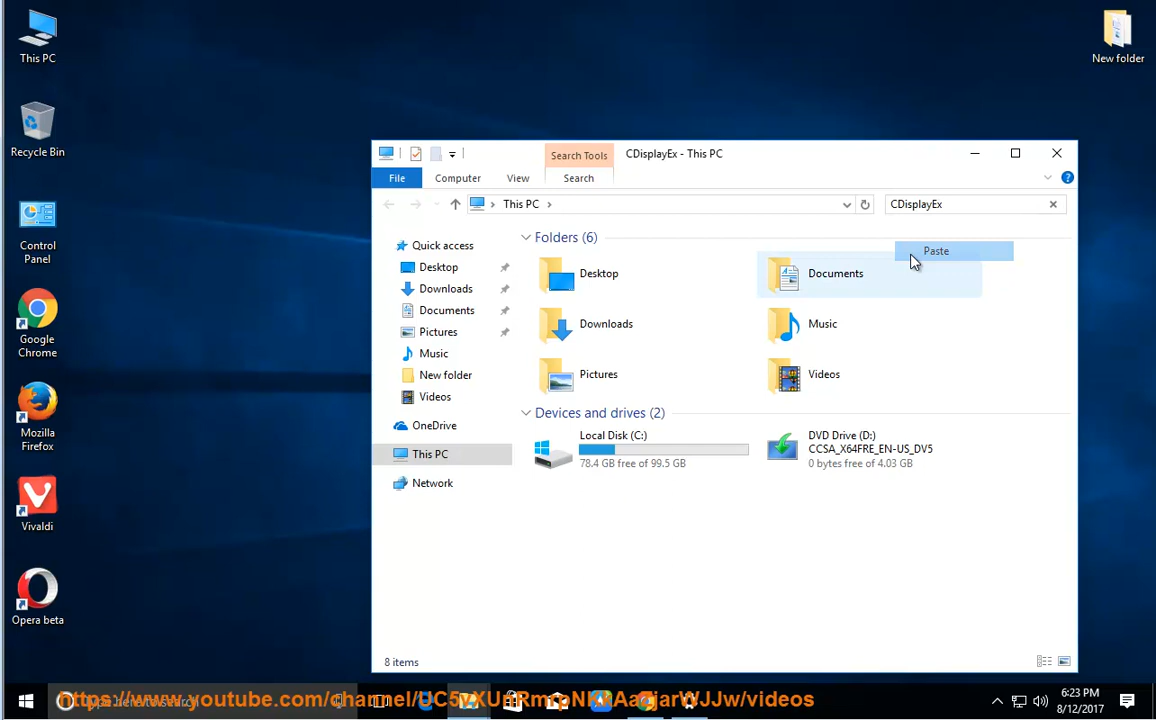 This PC
New folder
Recycle Bin
Control
Panel
Google
Chrome
Mozilla
Firefox
Vivaldi
Opera beta
Search Tools
CDisplayEx - This PC
File
Computer
View
Search
This PC
CDisplayEx
Paste
Quick access
Desktop
Downloads
Documents
Pictures
Music
New folder
Videos
OneDrive
This PC
Network
Folders (6)
Desktop
Documents
Downloads
Music
Pictures
Videos
Devices and drives (2)
Local Disk (C:)
78.4 GB free of 99.5 GB
DVD Drive (D:)
CCSA_X64FRE_EN-US_DV5
0 bytes free of 4.03 GB
8 items
Type here to search
6:23 PM
8/12/2017